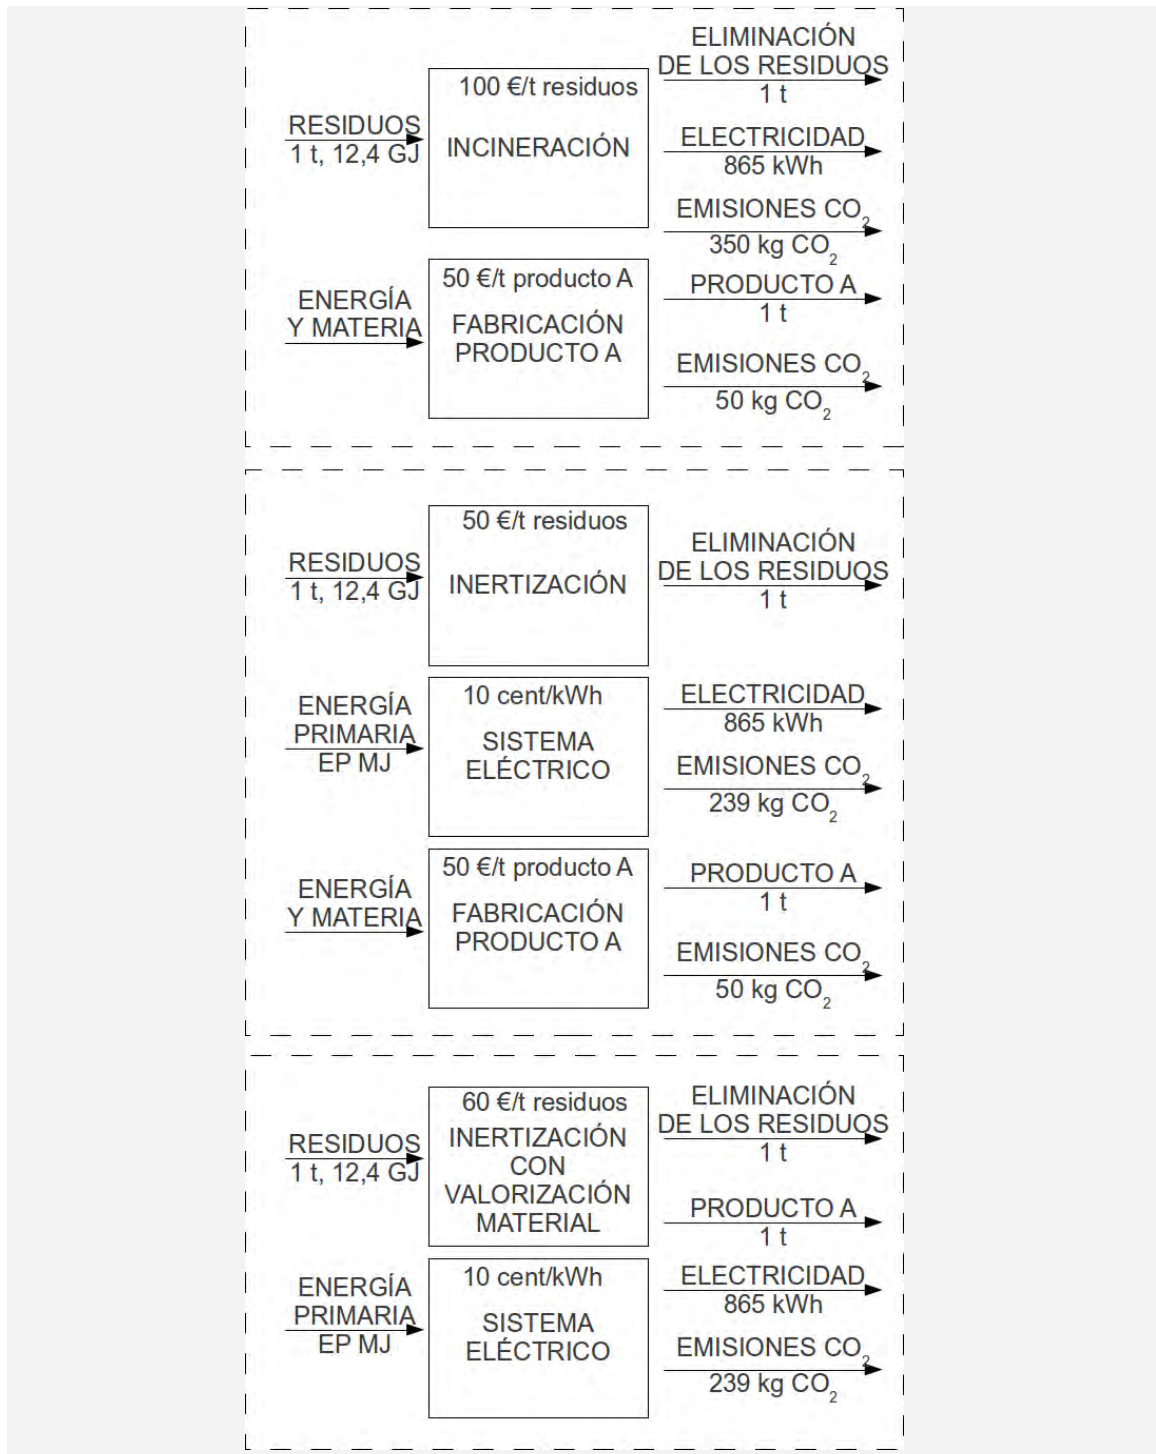 ELIMINACIÓN
DE LOS RESIDUOS
1 t
100 €/t residuos
INCINERACIÓN
RESIDUOS
1 t, 12,4 GJ
ELECTRICIDAD
865 kWh
EMISIONES CO₂
350 kg CO₂
50 €/t producto A
FABRICACIÓN
PRODUCTO A
ENERGÍA
Y MATERIA
PRODUCTO A
1 t
EMISIONES CO₂
50 kg CO₂
50 €/t residuos
INERTIZACIÓN
RESIDUOS
1 t, 12,4 GJ
ELIMINACIÓN
DE LOS RESIDUOS
1 t
10 cent/kWh
SISTEMA
ELÉCTRICO
ENERGÍA
PRIMARIA
EP MJ
ELECTRICIDAD
865 kWh
EMISIONES CO₂
239 kg CO₂
50 €/t producto A
FABRICACIÓN
PRODUCTO A
ENERGÍA
Y MATERIA
PRODUCTO A
1 t
EMISIONES CO₂
50 kg CO₂
60 €/t residuos
INERTIZACIÓN
CON
VALORIZACIÓN
MATERIAL
RESIDUOS
1 t, 12,4 GJ
ELIMINACIÓN
DE LOS RESIDUOS
1 t
PRODUCTO A
1 t
10 cent/kWh
SISTEMA
ELÉCTRICO
ENERGÍA
PRIMARIA
EP MJ
ELECTRICIDAD
865 kWh
EMISIONES CO₂
239 kg CO₂